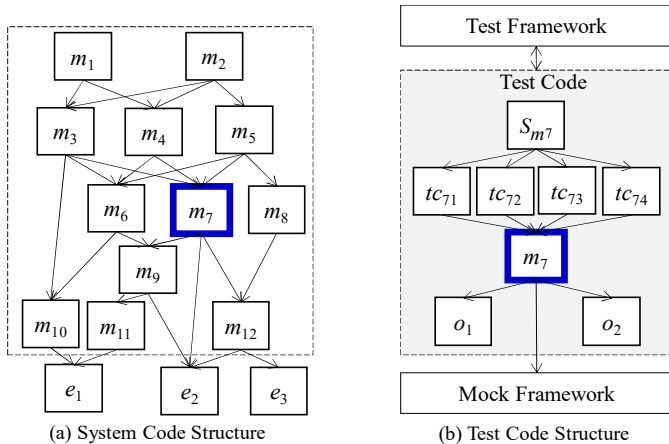 m₁ m₂
m₃ m₄ m₅
m₆ m₇ m₈
m₉
m₁₀ m₁₁ m₁₂
e₁ e₂ e₃
(a) System Code Structure
Test Framework
Test Code
Sₘ₇
tc₇₁ tc₇₂ tc₇₃ tc₇₄
m₇
o₁ o₂
Mock Framework
(b) Test Code Structure